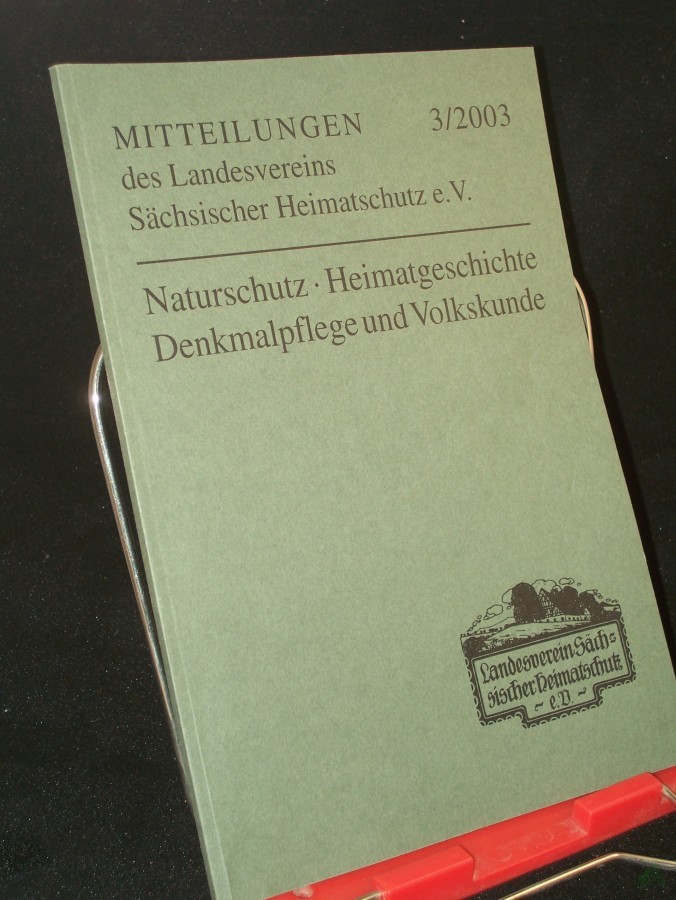 MITTEILUNGEN 3/2003
des Landesvereins
Sächsischer Heimatschutz e.V.
Naturschutz · Heimatgeschichte
Denkmalpflege und Volkskunde
Landesverein Säch=
sischer Heimatschutz
~ e.V. ~